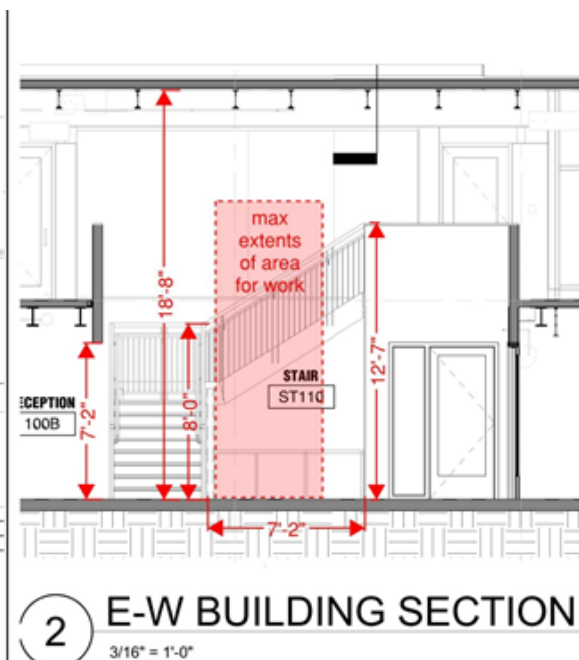 max
extents
of area
for work
18'-8"
12'-7"
8'-0"
7'-2"
STAIR
ST110
ECEPTION
100B
7'-2"
2
E-W BUILDING SECTION
3/16" = 1'-0"